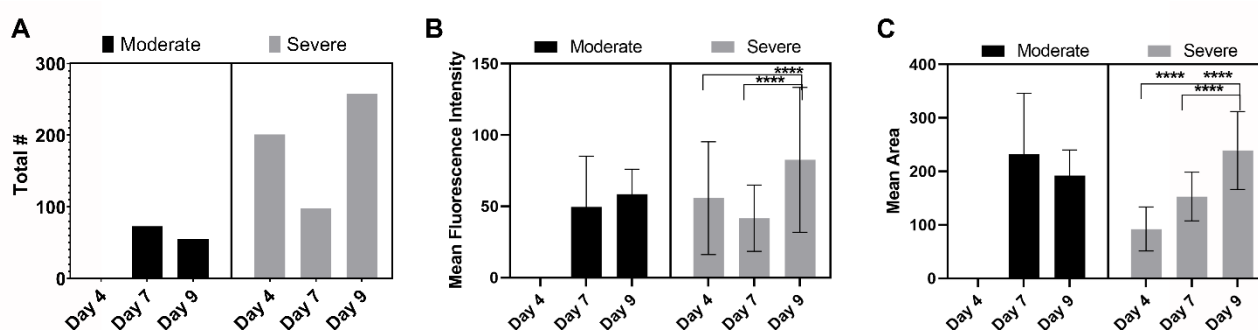 A
Moderate
Severe
Total #
300
200
100
0
Day 4
Day 7
Day 9
Day 4
Day 7
Day 9
B
Moderate
Severe
Mean Fluorescence Intensity
150
100
50
0
****
****
Day 4
Day 7
Day 9
Day 4
Day 7
Day 9
C
Moderate
Severe
Mean Area
400
300
200
100
0
**** ****
****
Day 4
Day 7
Day 9
Day 4
Day 7
Day 9